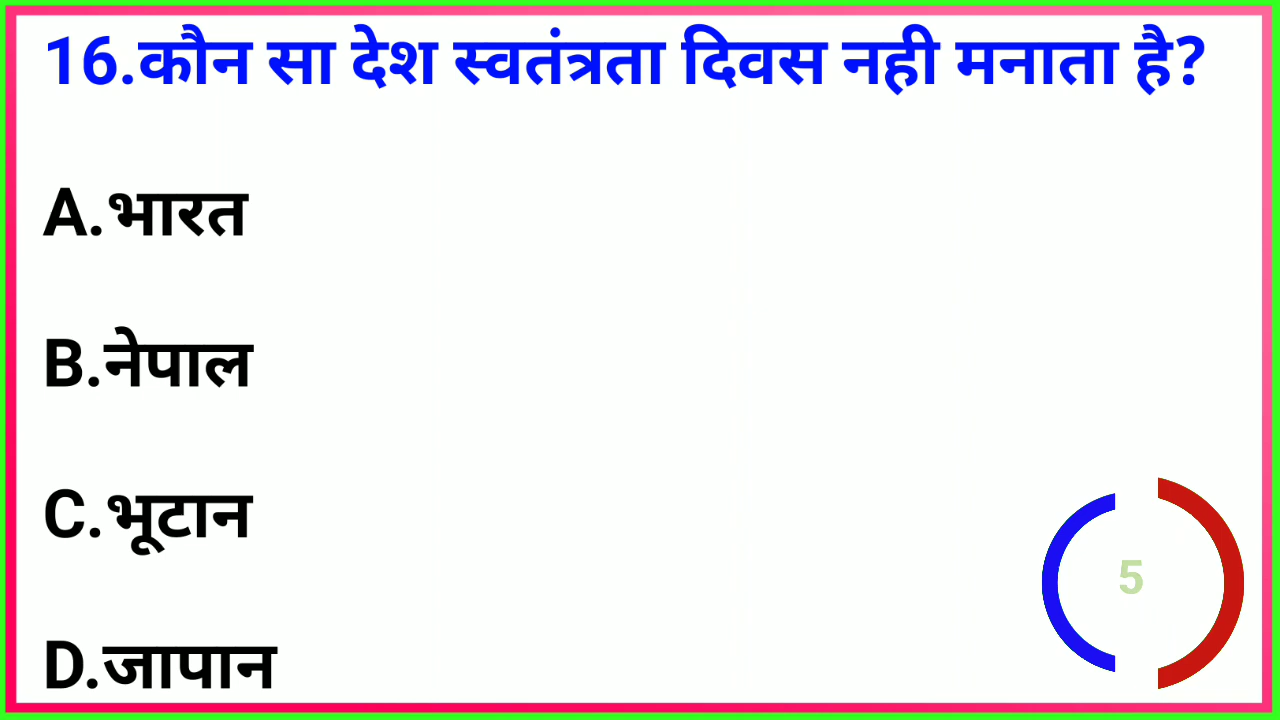 16.कौन सा देश स्वतंत्रता दिवस नही मनाता है?
A.भारत
B.नेपाल
C.भूटान
5
D.जापान